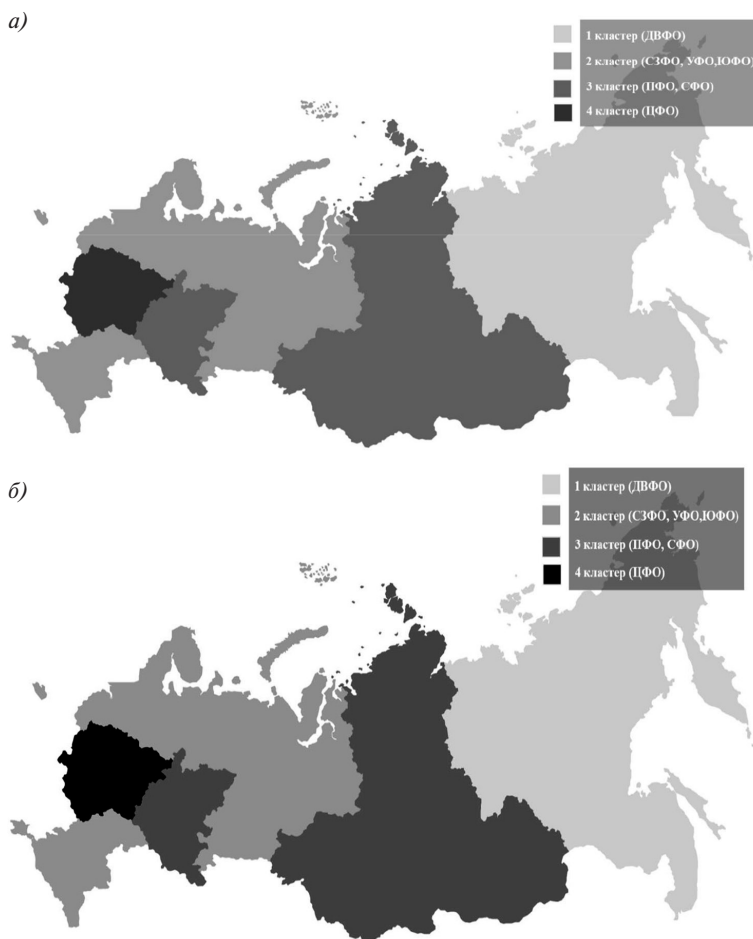 а)
1 кластер (ДВФО)
2 кластер (СЗФО, УФО,ЮФО)
3 кластер (ПФО, СФО)
4 кластер (ЦФО)
б)
1 кластер (ДВФО)
2 кластер (СЗФО, УФО,ЮФО)
3 кластер (ПФО, СФО)
4 кластер (ЦФО)